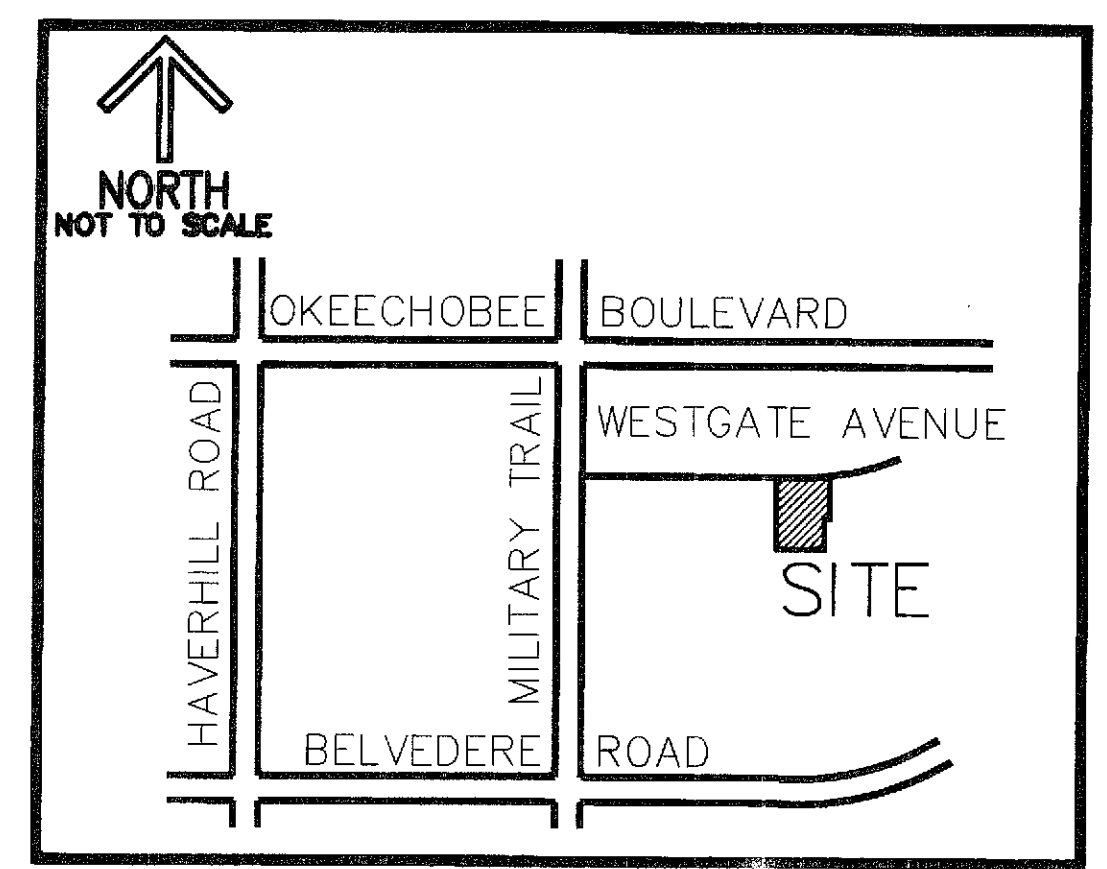 NORTH
NOT TO SCALE
OKEECHOBEE BOULEVARD
HAVERHILL ROAD
MILITARY TRAIL
WESTGATE AVENUE
SITE
BELVEDERE ROAD